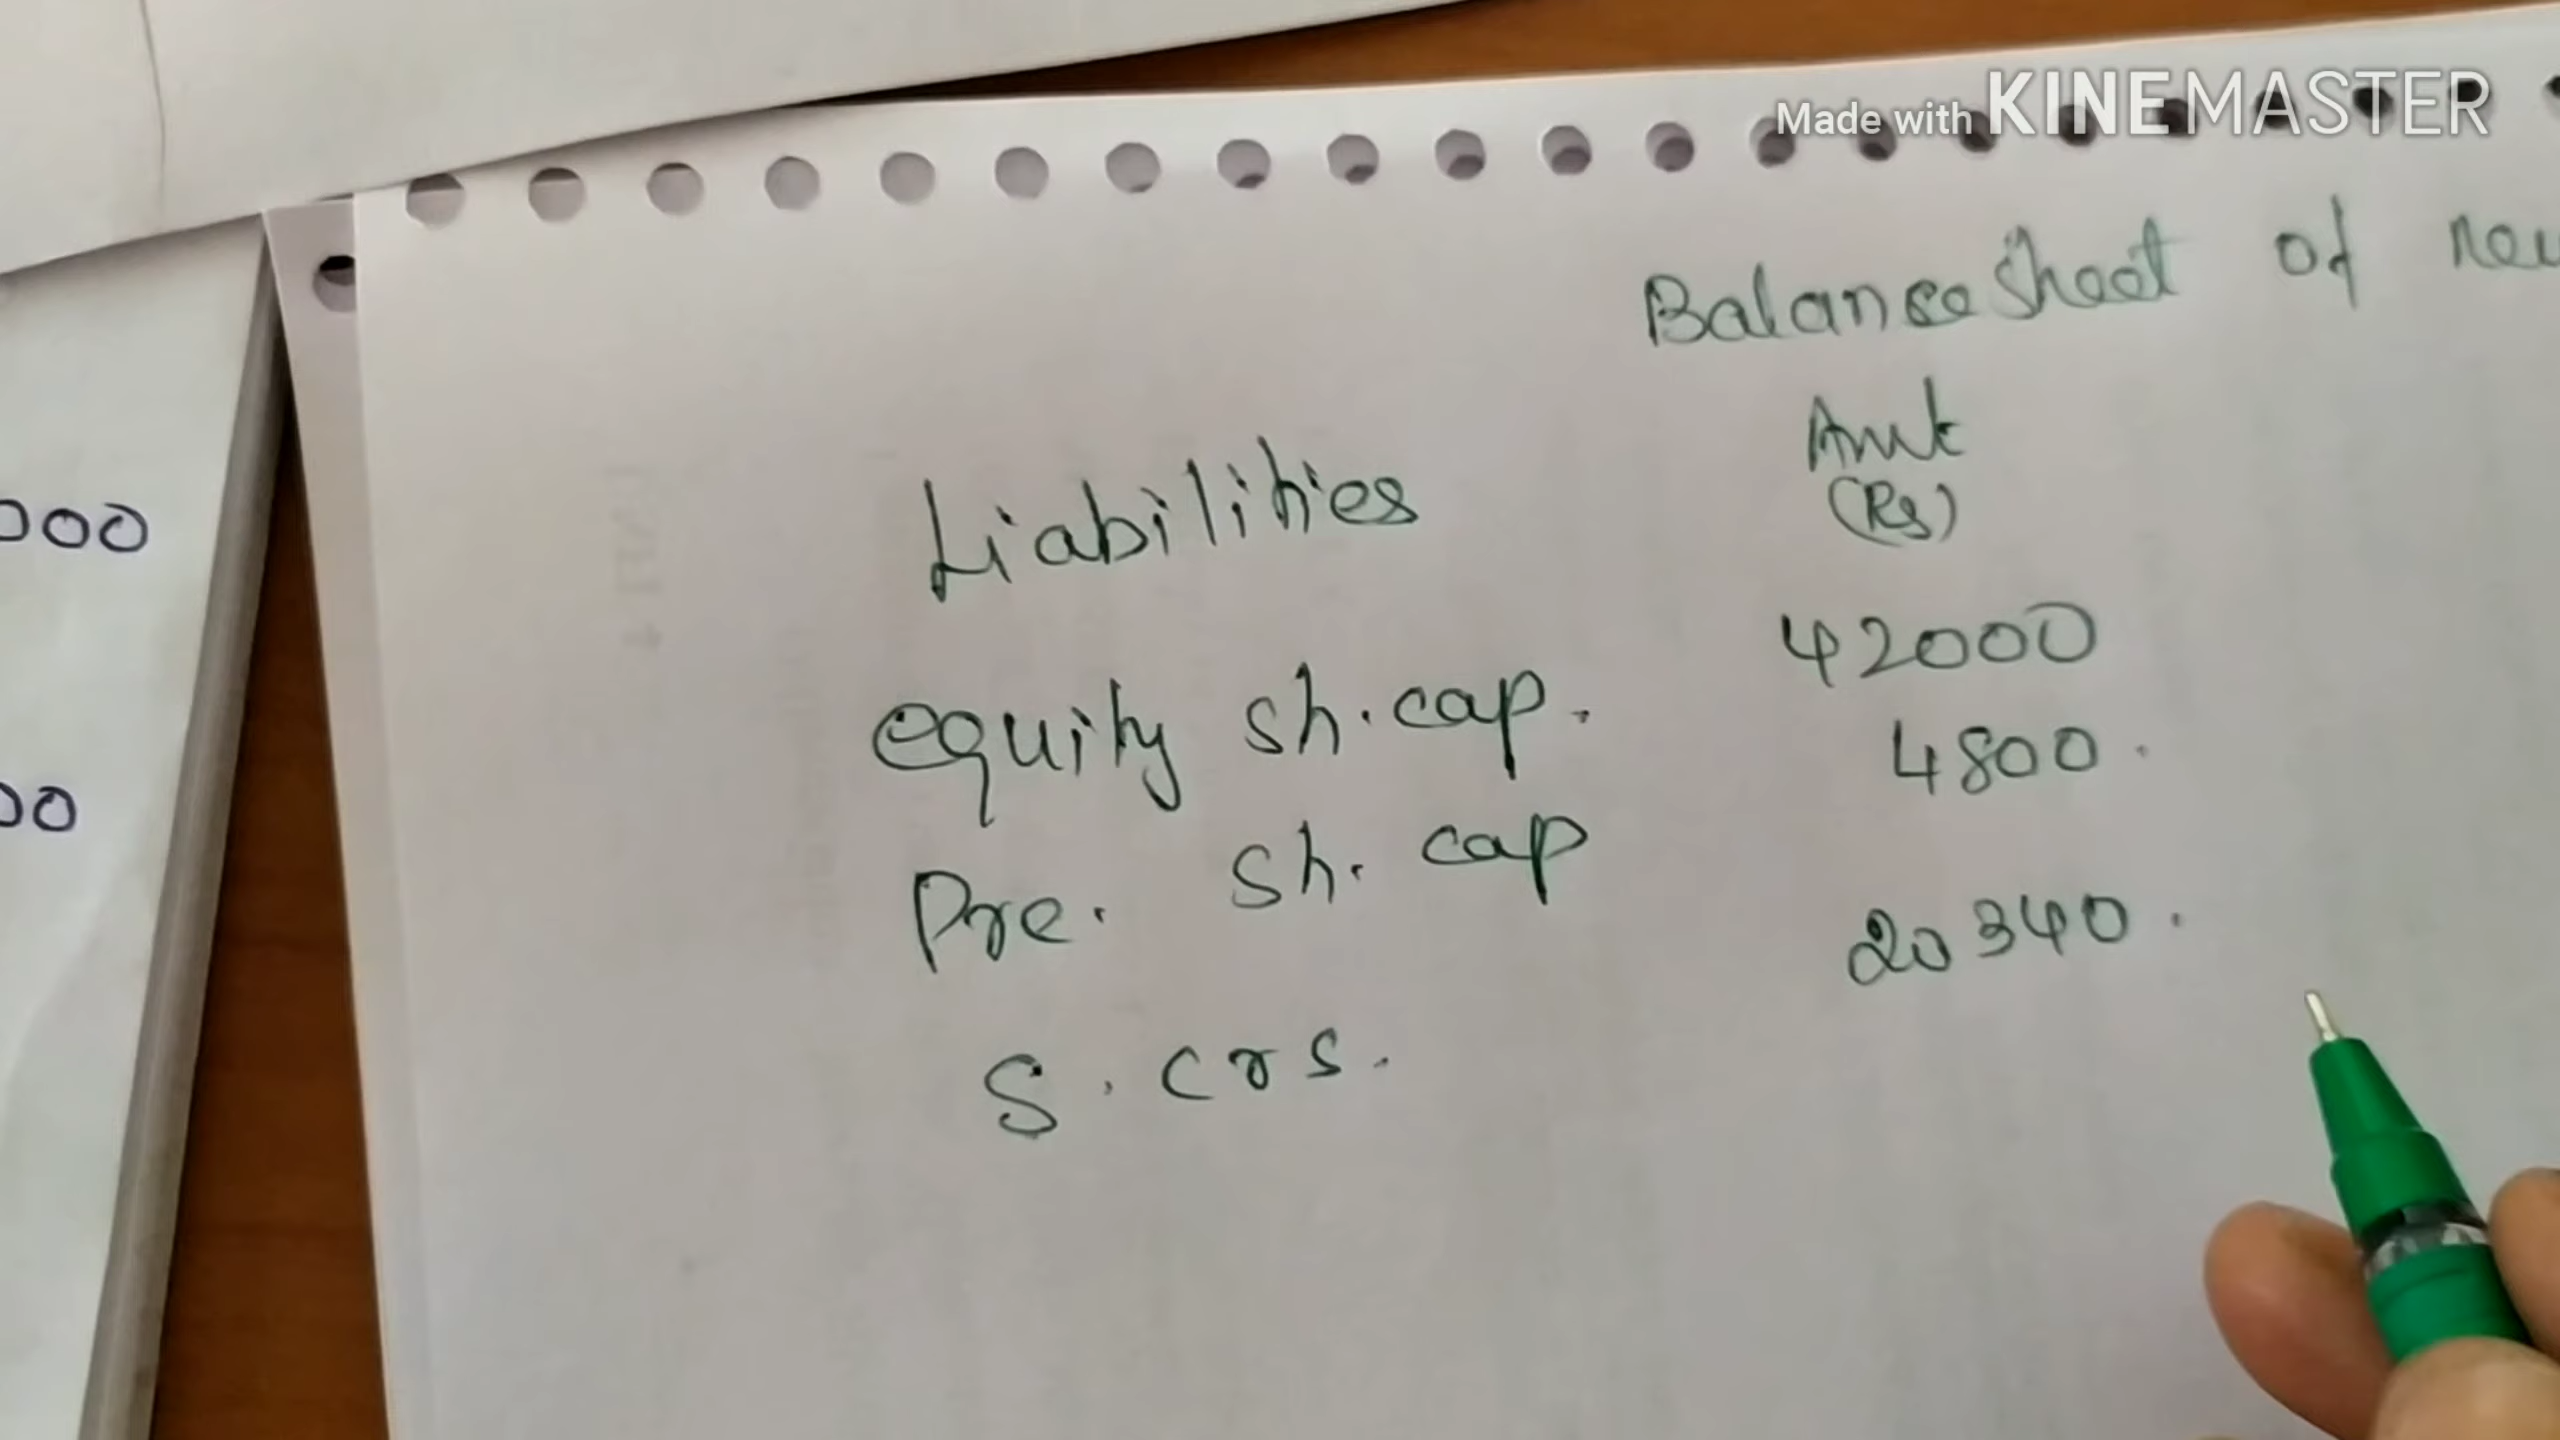 Made with KINEMASTER
Balance Sheet of
Liabilities Amt
(Rs)
equity sh. cap. 42000
Pre. sh. cap 4800.
S. crs. 20340.
000
00